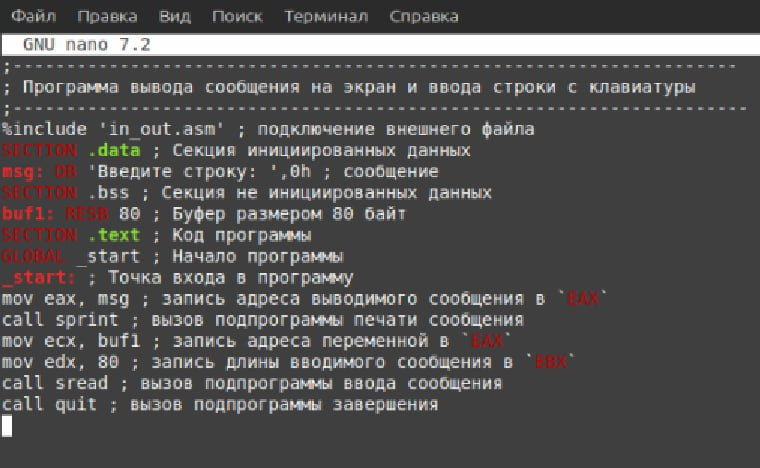 Файл Правка Вид Поиск Терминал Справка
GNU nano 7.2
;--------------------------------------------------------------------
; Программа вывода сообщения на экран и ввода строки с клавиатуры
;---------------------------------------------------------------------
%include 'in_out.asm' ; подключение внешнего файла
SECTION .data ; Секция инициированных данных
msg: DB 'Введите строку: ',0h ; сообщение
SECTION .bss ; Секция не инициированных данных
buf1: RESB 80 ; Буфер размером 80 байт
SECTION .text ; Код программы
GLOBAL _start ; Начало программы
_start: ; Точка входа в программу
mov eax, msg ; запись адреса выводимого сообщения в `EAX`
call sprint ; вызов подпрограммы печати сообщения
mov ecx, buf1 ; запись адреса переменной в `EAX`
mov edx, 80 ; запись длины вводимого сообщения в `EBX`
call sread ; вызов подпрограммы ввода сообщения
call quit ; вызов подпрограммы завершения